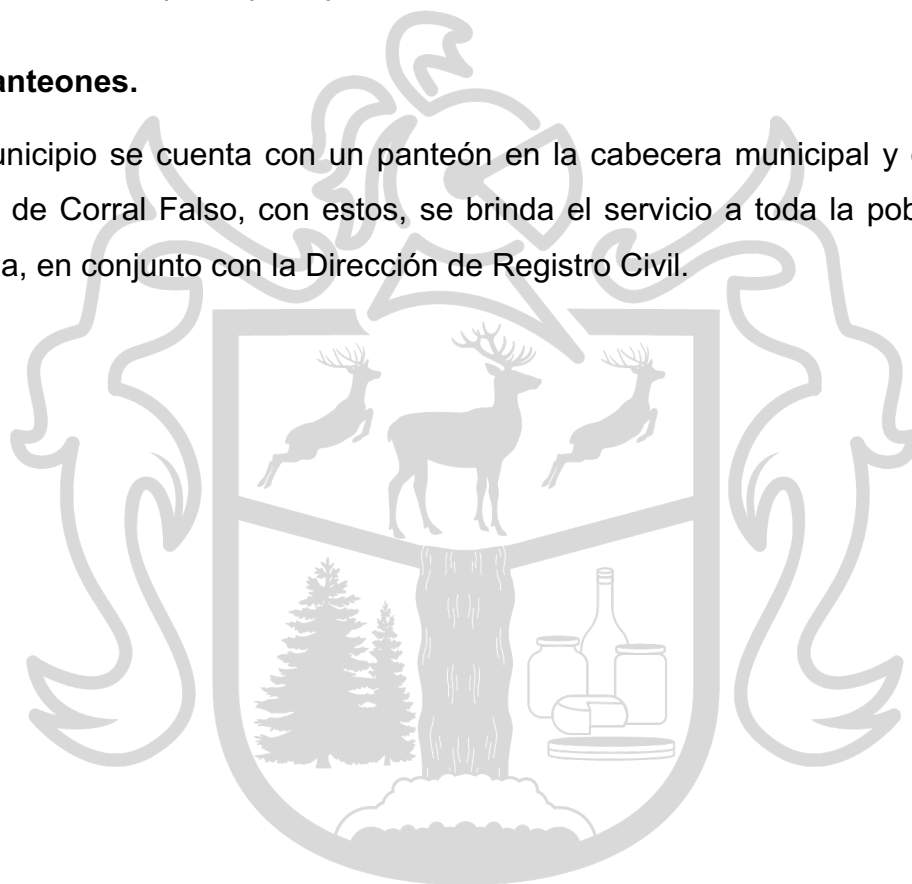 anteones.
unicipio se cuenta con un panteón en la cabecera municipal y
de Corral Falso, con estos, se brinda el servicio a toda la pob
a, en conjunto con la Dirección de Registro Civil.